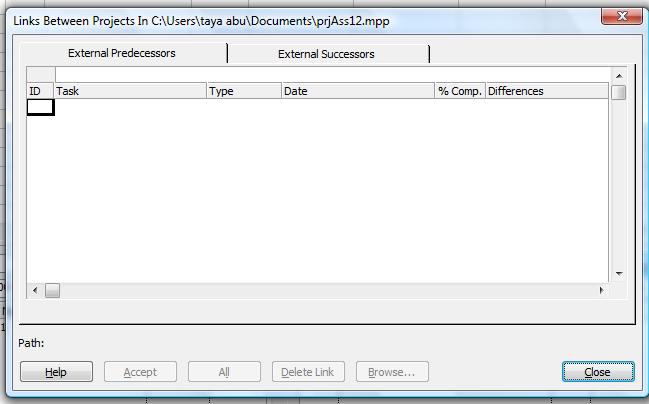 Links Between Projects In C:\Users\taya abu\Documents\prjAss12.mpp
External Predecessors External Successors
ID Task Type Date % Comp. Differences
Path:
Help Accept All Delete Link Browse... Close